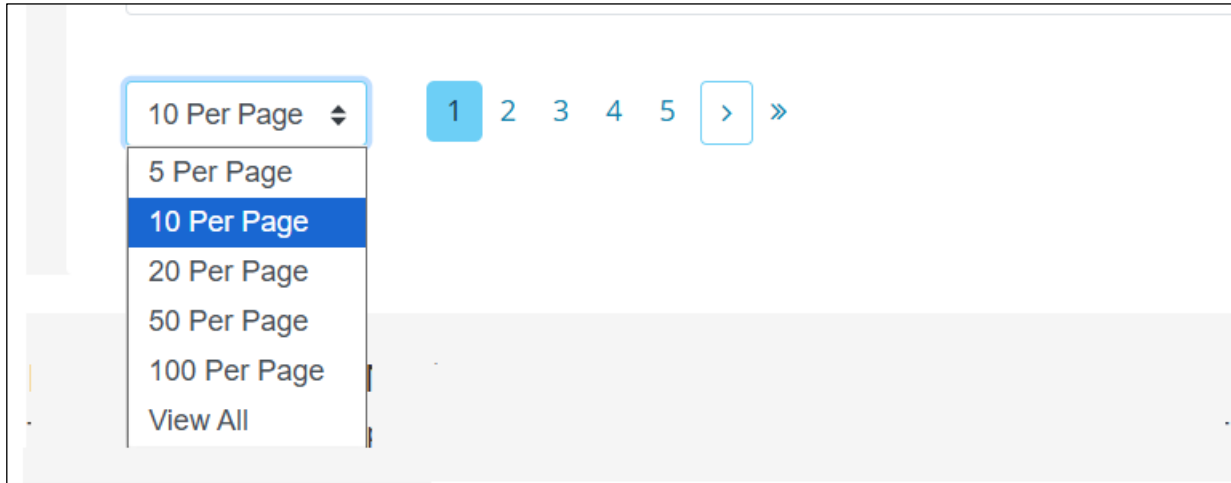 10 Per Page 1 2 3 4 5 > »
5 Per Page
10 Per Page
20 Per Page
50 Per Page
100 Per Page
View All